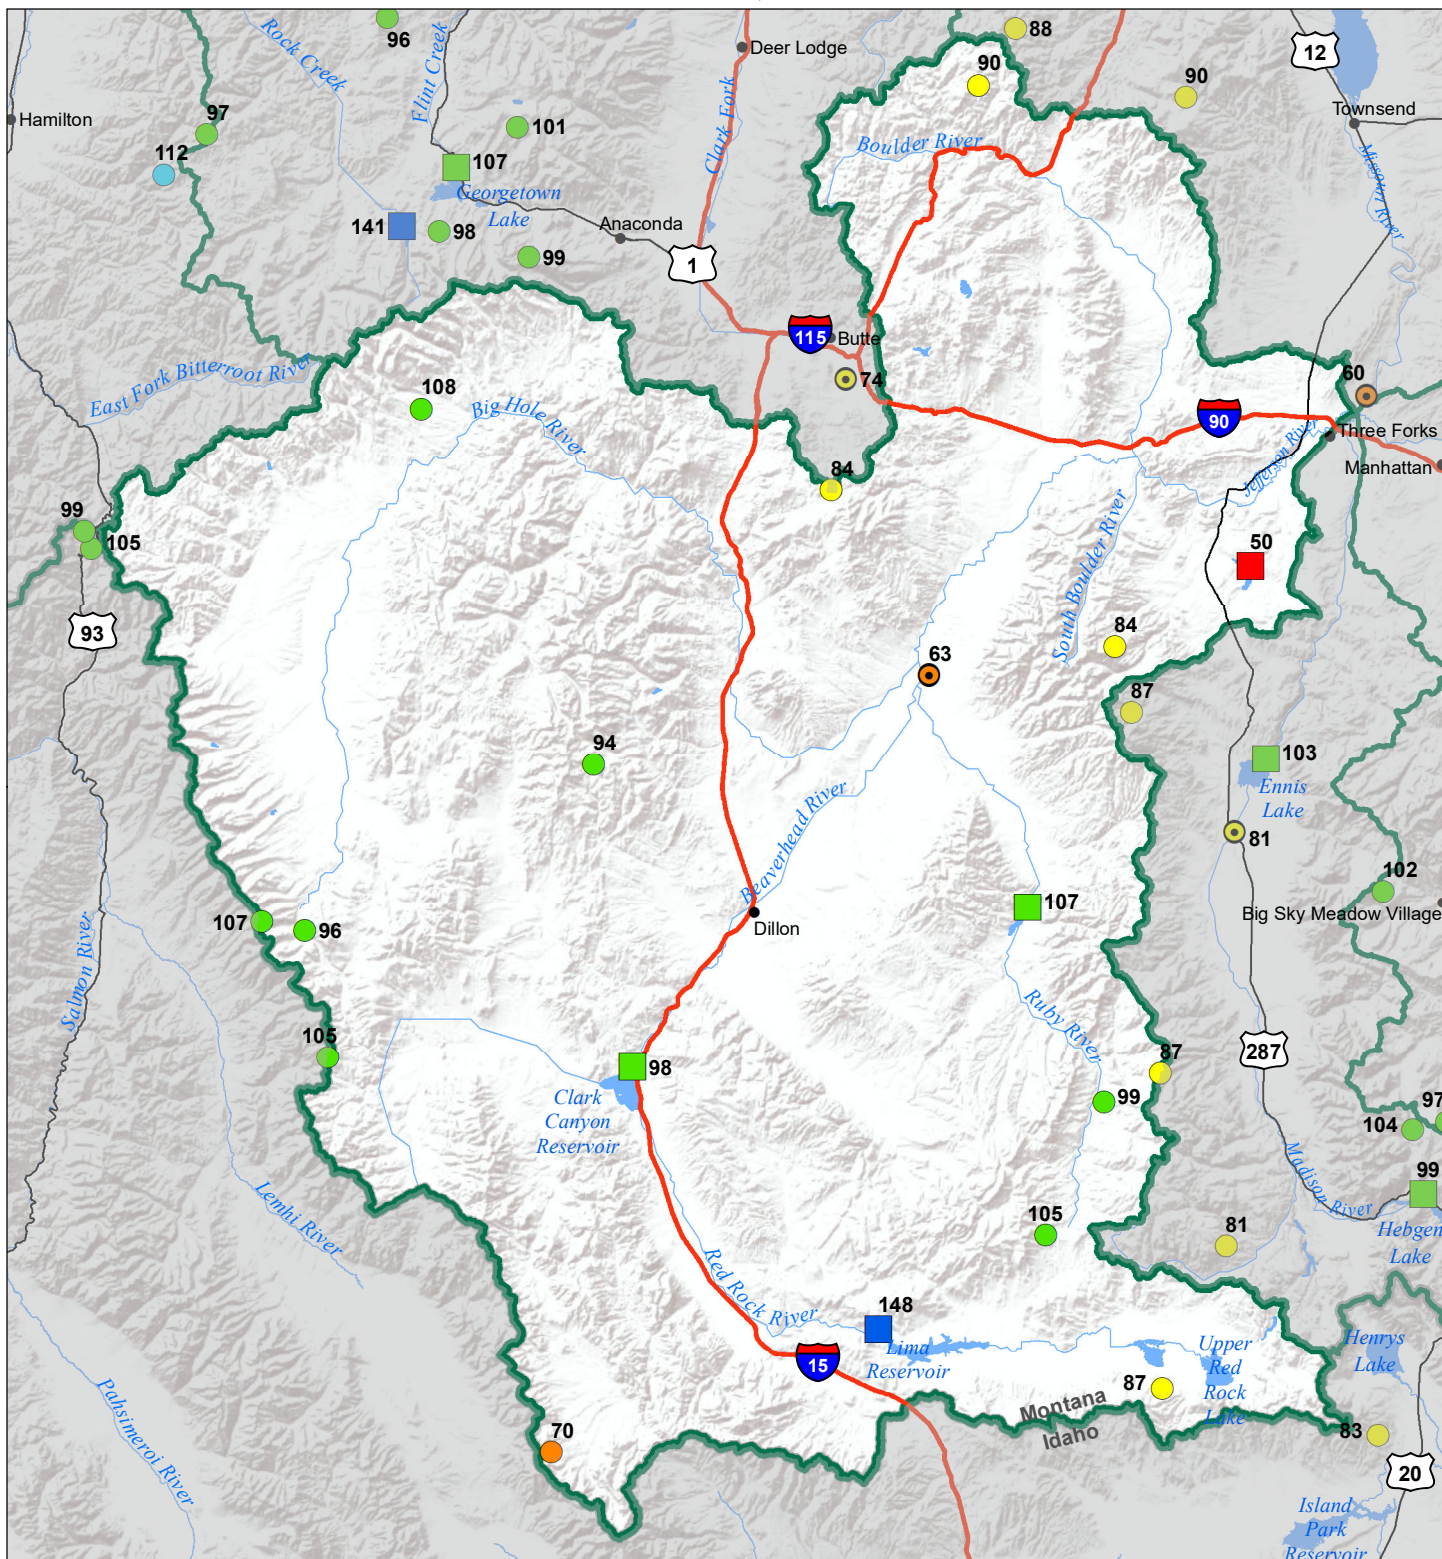 96
Rock Creek
Flint Creek
Deer Lodge
88
12
90
90
Townsend
Hamilton
97
101
Clark Fork
Boulder River
112
107
Georgetown
Lake
Missouri River
141
98
Anaconda
99
1
115
Butte
74
East Fork Bitterroot River
108
Big Hole River
60
90
Three Forks
Jefferson River
Manhattan
84
99
105
South Boulder River
50
93
84
63
87
94
103
Ennis
Lake
Beaverhead River
81
102
107
Big Sky Meadow Village
107
96
Dillon
Salmon River
Ruby River
105
98
87
287
Clark
Canyon
Reservoir
99
97
104
Lemhi River
Madison River
99
105
81
Hebgen
Lake
Red Rock River
148
Lima
Reservoir
15
Upper
Red
Rock
Lake
Henrys
Lake
87
Montana
Idaho
Pahsimeroi River
70
83
20
Island
Park
Reservoir